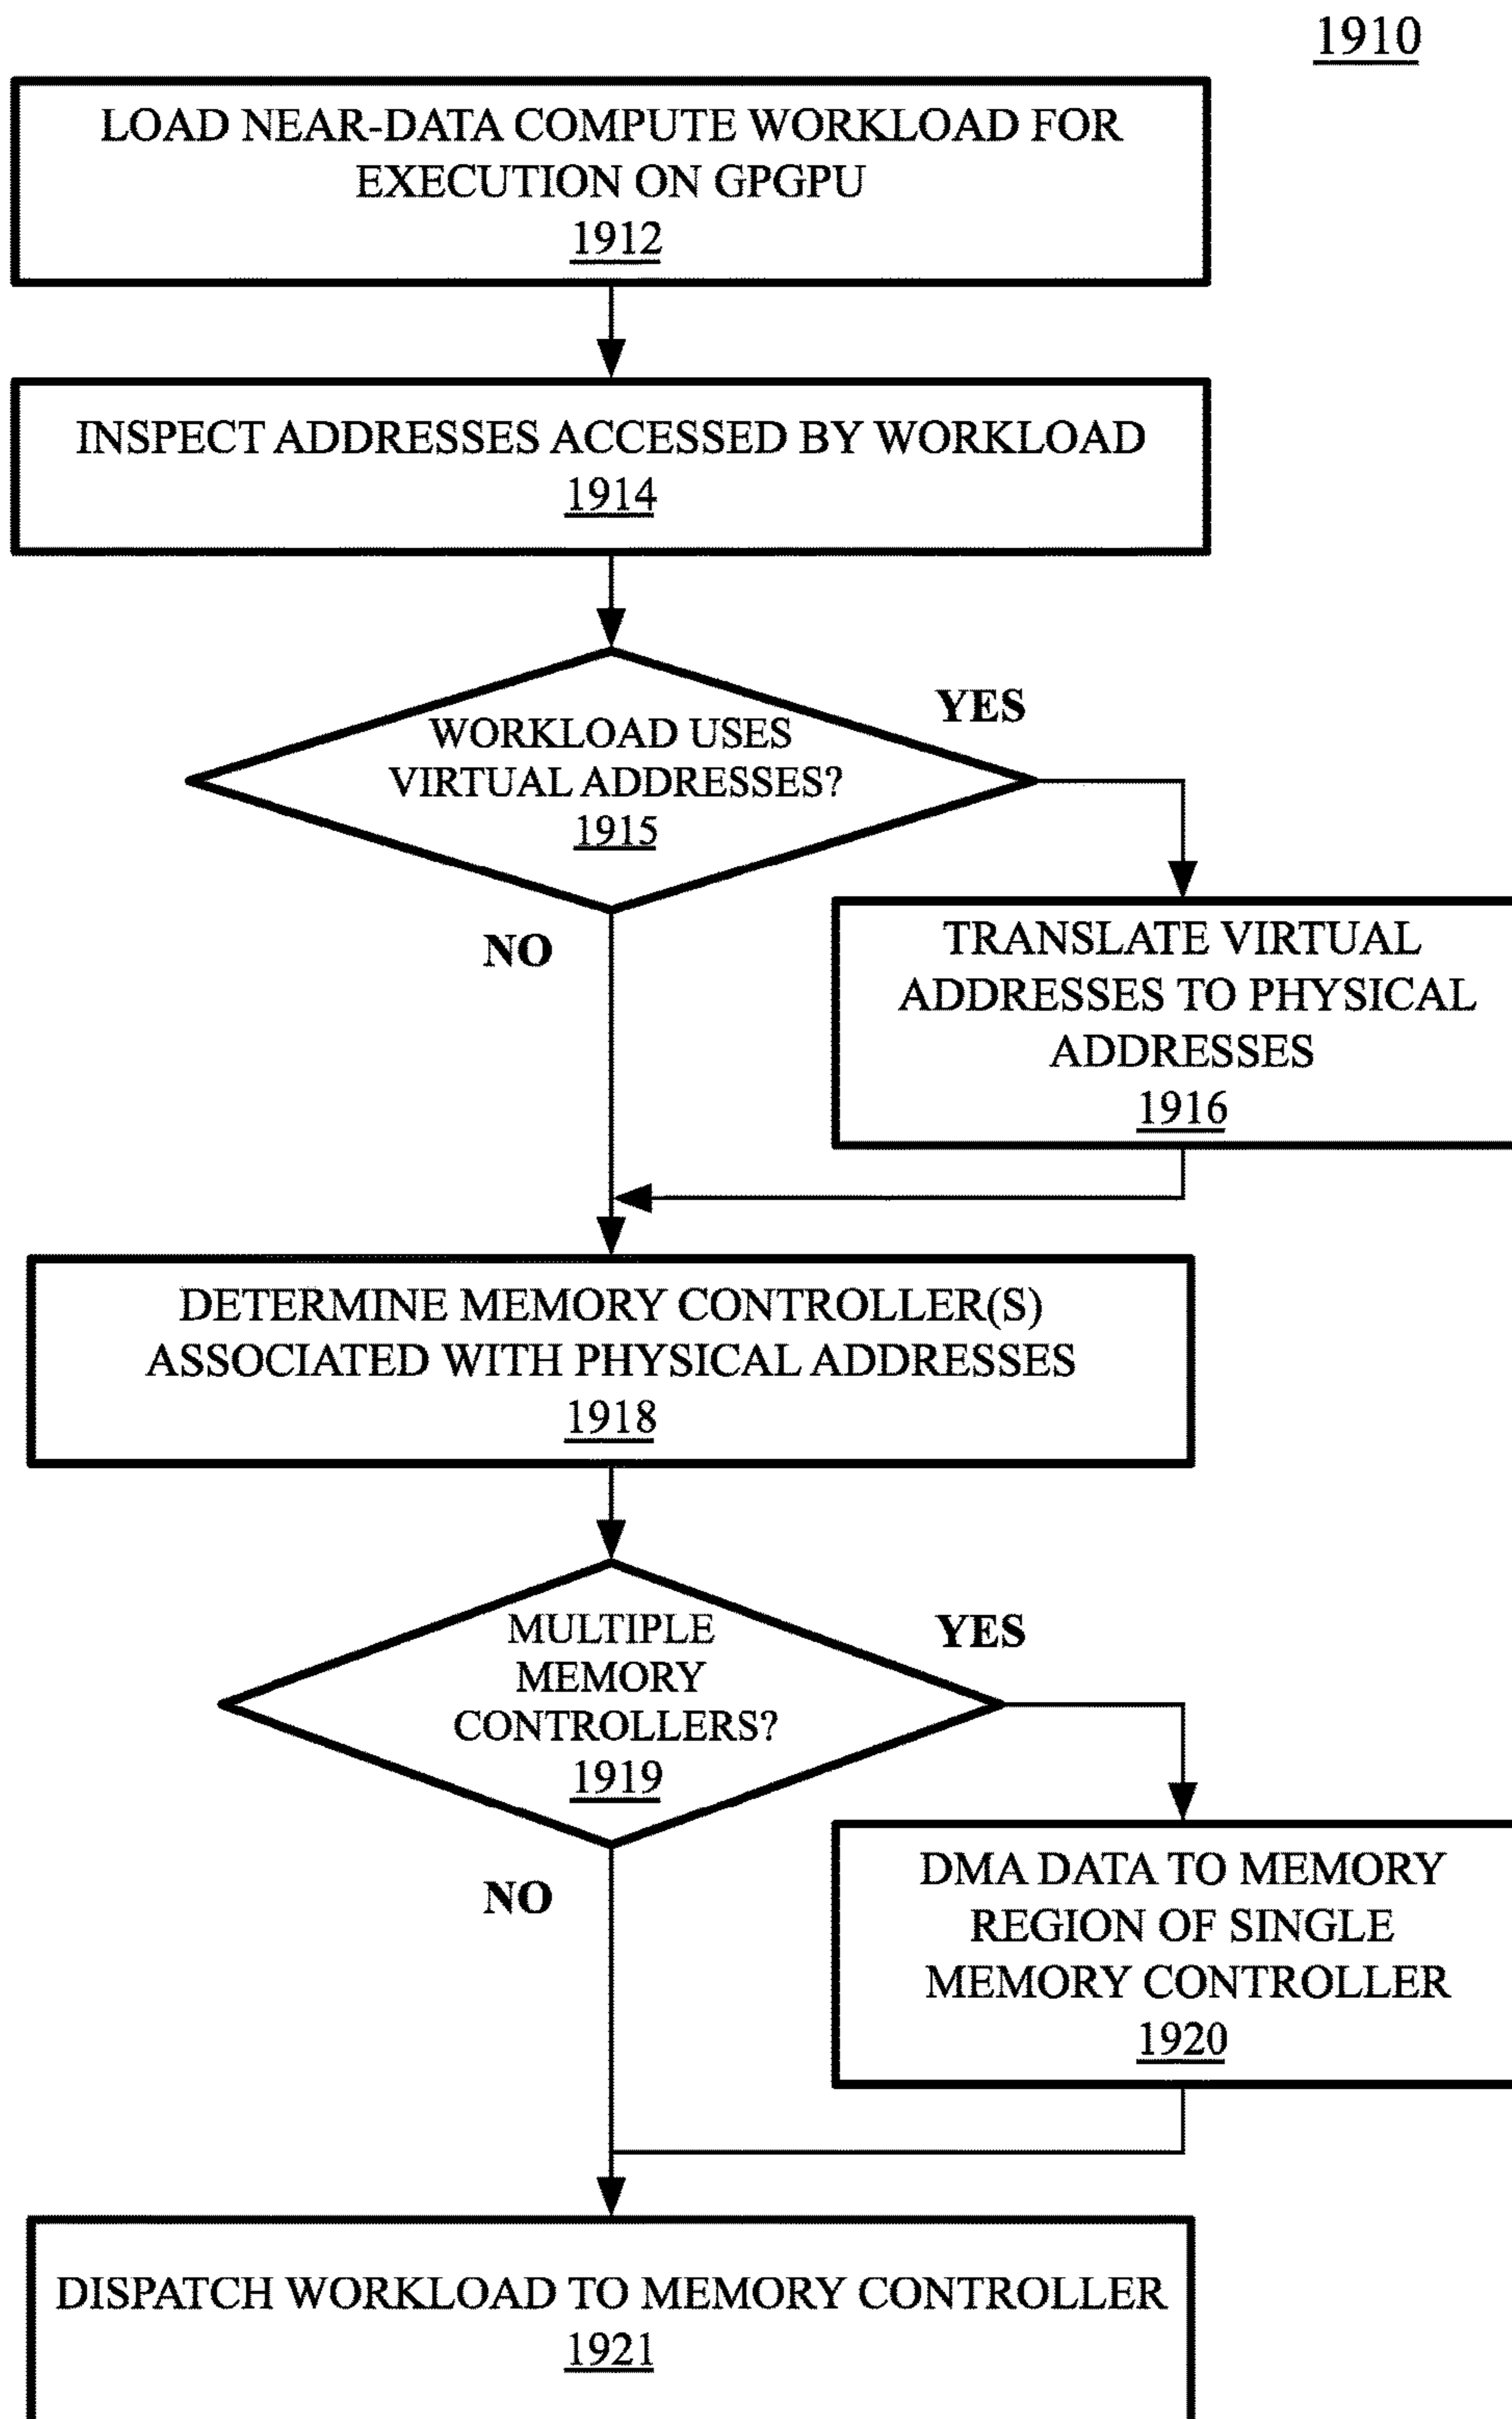 1910
LOAD NEAR-DATA COMPUTE WORKLOAD FOR
EXECUTION ON GPGPU
1912
INSPECT ADDRESSES ACCESSED BY WORKLOAD
1914
WORKLOAD USES
VIRTUAL ADDRESSES?
1915
YES
NO
TRANSLATE VIRTUAL
ADDRESSES TO PHYSICAL
ADDRESSES
1916
DETERMINE MEMORY CONTROLLER(S)
ASSOCIATED WITH PHYSICAL ADDRESSES
1918
MULTIPLE
MEMORY
CONTROLLERS?
1919
YES
NO
DMA DATA TO MEMORY
REGION OF SINGLE
MEMORY CONTROLLER
1920
DISPATCH WORKLOAD TO MEMORY CONTROLLER
1921